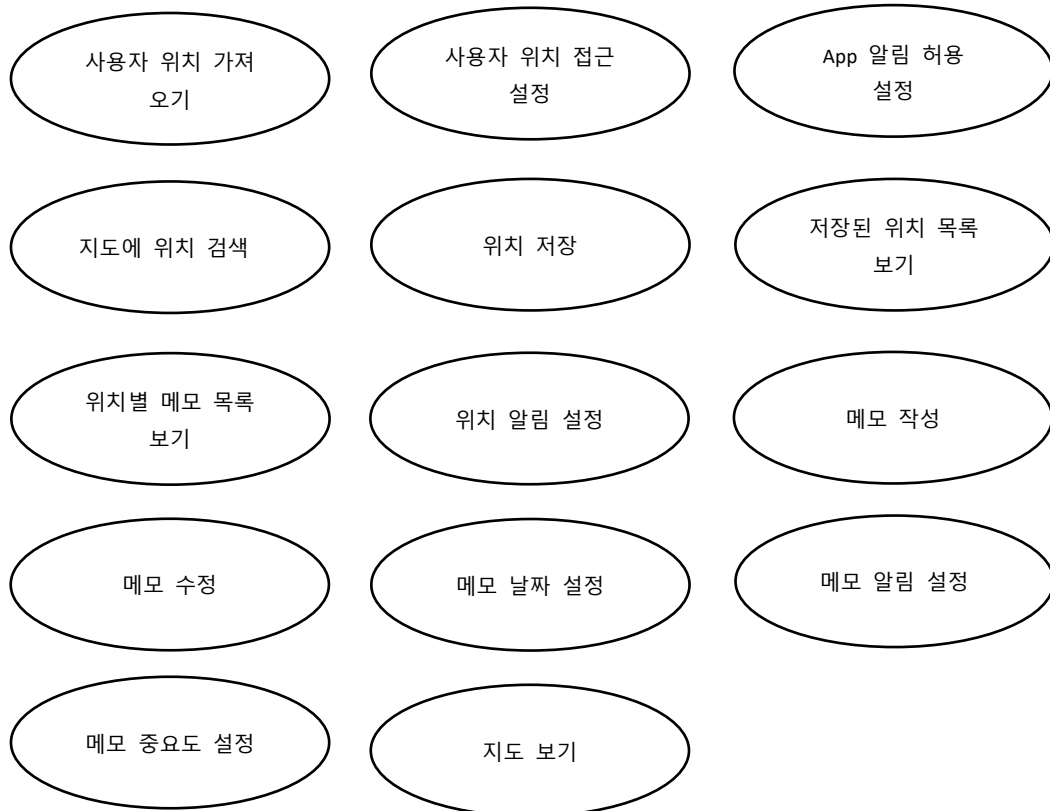 사용자 위치 가져
오기
사용자 위치 접근
설정
App 알림 허용
설정
지도에 위치 검색
위치 저장
저장된 위치 목록
보기
위치별 메모 목록
보기
위치 알림 설정
메모 작성
메모 수정
메모 날짜 설정
메모 알림 설정
메모 중요도 설정
지도 보기